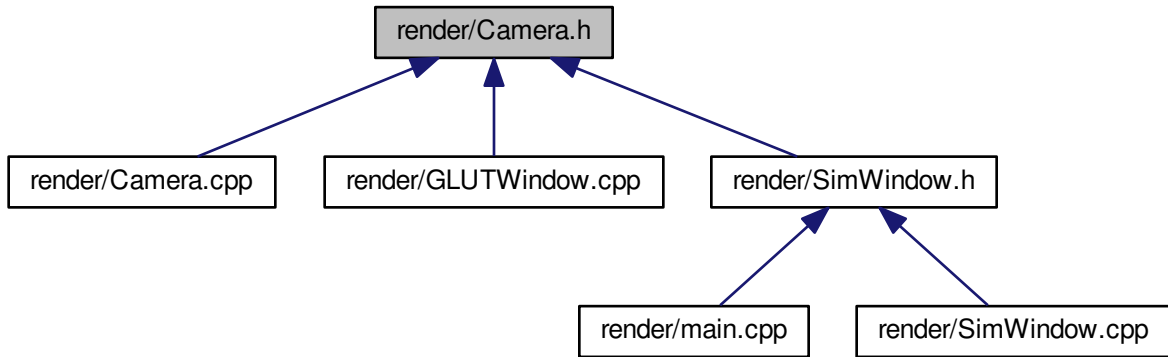 render/Camera.h
render/Camera.cpp
render/GLUTWindow.cpp
render/SimWindow.h
render/main.cpp
render/SimWindow.cpp